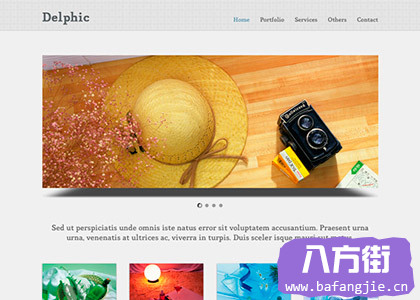 Delphic
Home Portfolio Services Others Contact
Sed ut perspiciatis unde omnis iste natus error sit voluptatem accusantium. Praesent urna
urna, venenatis at ultrices ac, viverra in turpis. Duis sceler isque
八方街
www.bafangjie.cn